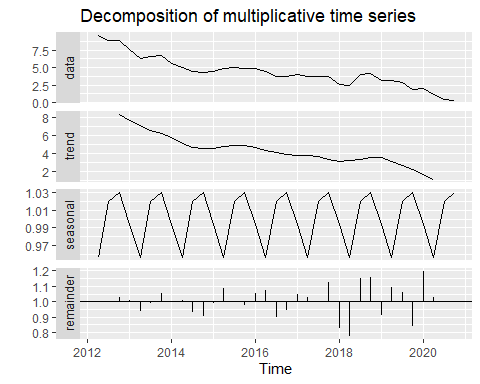 Decomposition of multiplicative time series
data
7.5
5.0
2.5
0.0
trend
8
6
4
2
seasonal
1.03
1.01
0.99
0.97
remainder
1.2
1.1
1.0
0.9
0.8
2012 2014 2016 2018 2020
Time